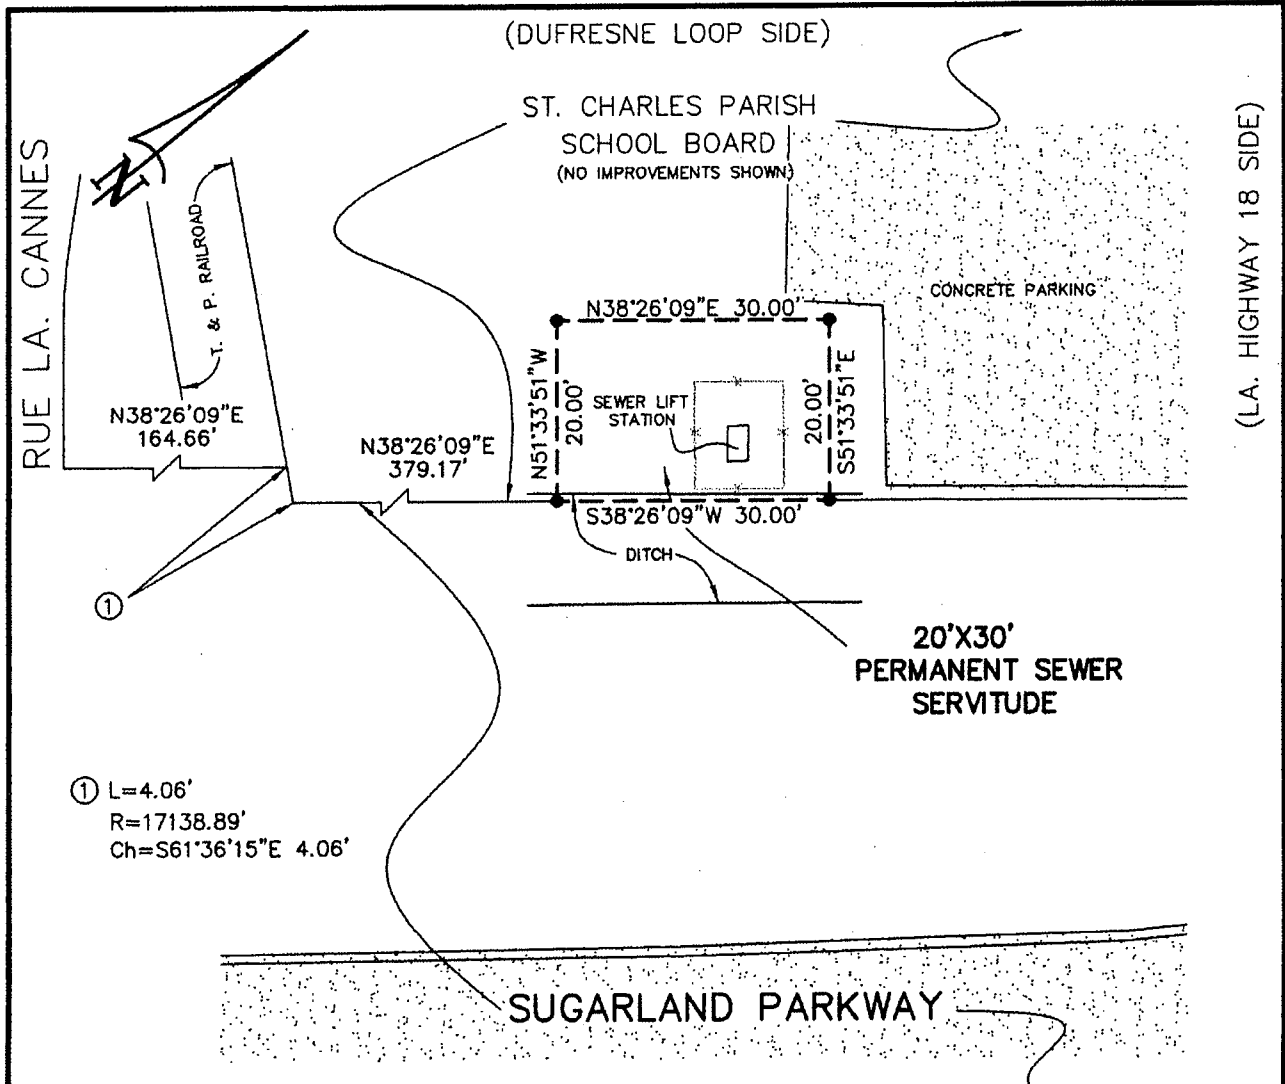 (DUFRESNE LOOP SIDE)
ST. CHARLES PARISH
SCHOOL BOARD
(NO IMPROVEMENTS SHOWN)
RUE LA. CANNES
N
T. & P. RAILROAD
(LA. HIGHWAY 18 SIDE)
CONCRETE PARKING
N38°26'09"E 30.00'
N51°33'51"W
20.00'
SEWER LIFT
STATION
20.00'
S51°33'51"E
N38°26'09"E
164.66'
N38°26'09"E
379.17'
S38°26'09"W 30.00'
DITCH
1
20'X30'
PERMANENT SEWER
SERVITUDE
1 L=4.06'
R=17138.89'
Ch=S61°36'15"E 4.06'
SUGARLAND PARKWAY